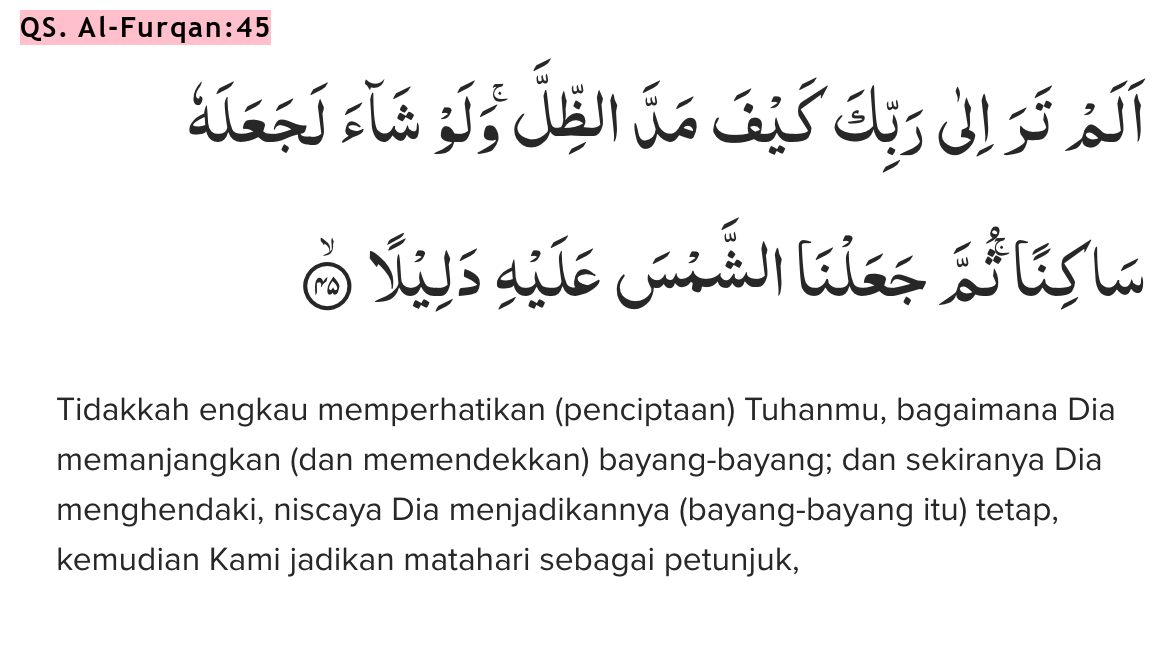 QS. Al-Furqan:45
اَلَمْ تَرَ اِلٰى رَبِّكَ كَيْفَ مَدَّ الظِّلَّۚ وَلَوْ شَاۤءَ لَجَعَلَهٗ
سَاكِنًاۚ ثُمَّ جَعَلْنَا الشَّمْسَ عَلَيْهِ دَلِيْلًا ۙ ٤٥
Tidakkah engkau memperhatikan (penciptaan) Tuhanmu, bagaimana Dia
memanjangkan (dan memendekkan) bayang-bayang; dan sekiranya Dia
menghendaki, niscaya Dia menjadikannya (bayang-bayang itu) tetap,
kemudian Kami jadikan matahari sebagai petunjuk,